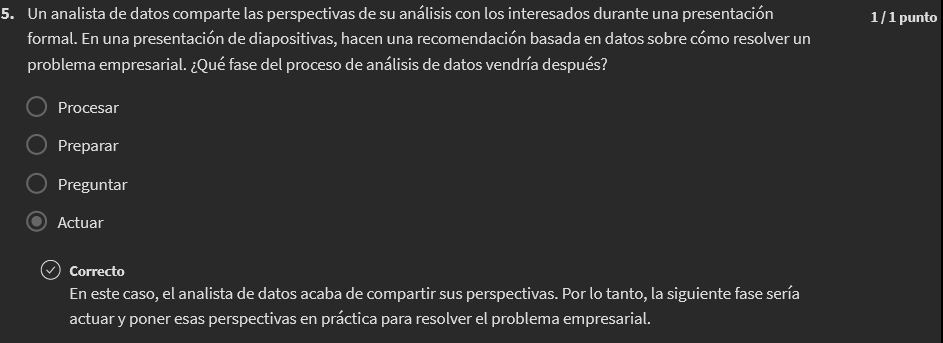 5. Un analista de datos comparte las perspectivas de su análisis con los interesados durante una presentación
1 / 1 punto
formal. En una presentación de diapositivas, hacen una recomendación basada en datos sobre cómo resolver un
problema empresarial. ¿Qué fase del proceso de análisis de datos vendría después?
Procesar
Preparar
Preguntar
Actuar
Correcto
En este caso, el analista de datos acaba de compartir sus perspectivas. Por lo tanto, la siguiente fase sería
actuar y poner esas perspectivas en práctica para resolver el problema empresarial.